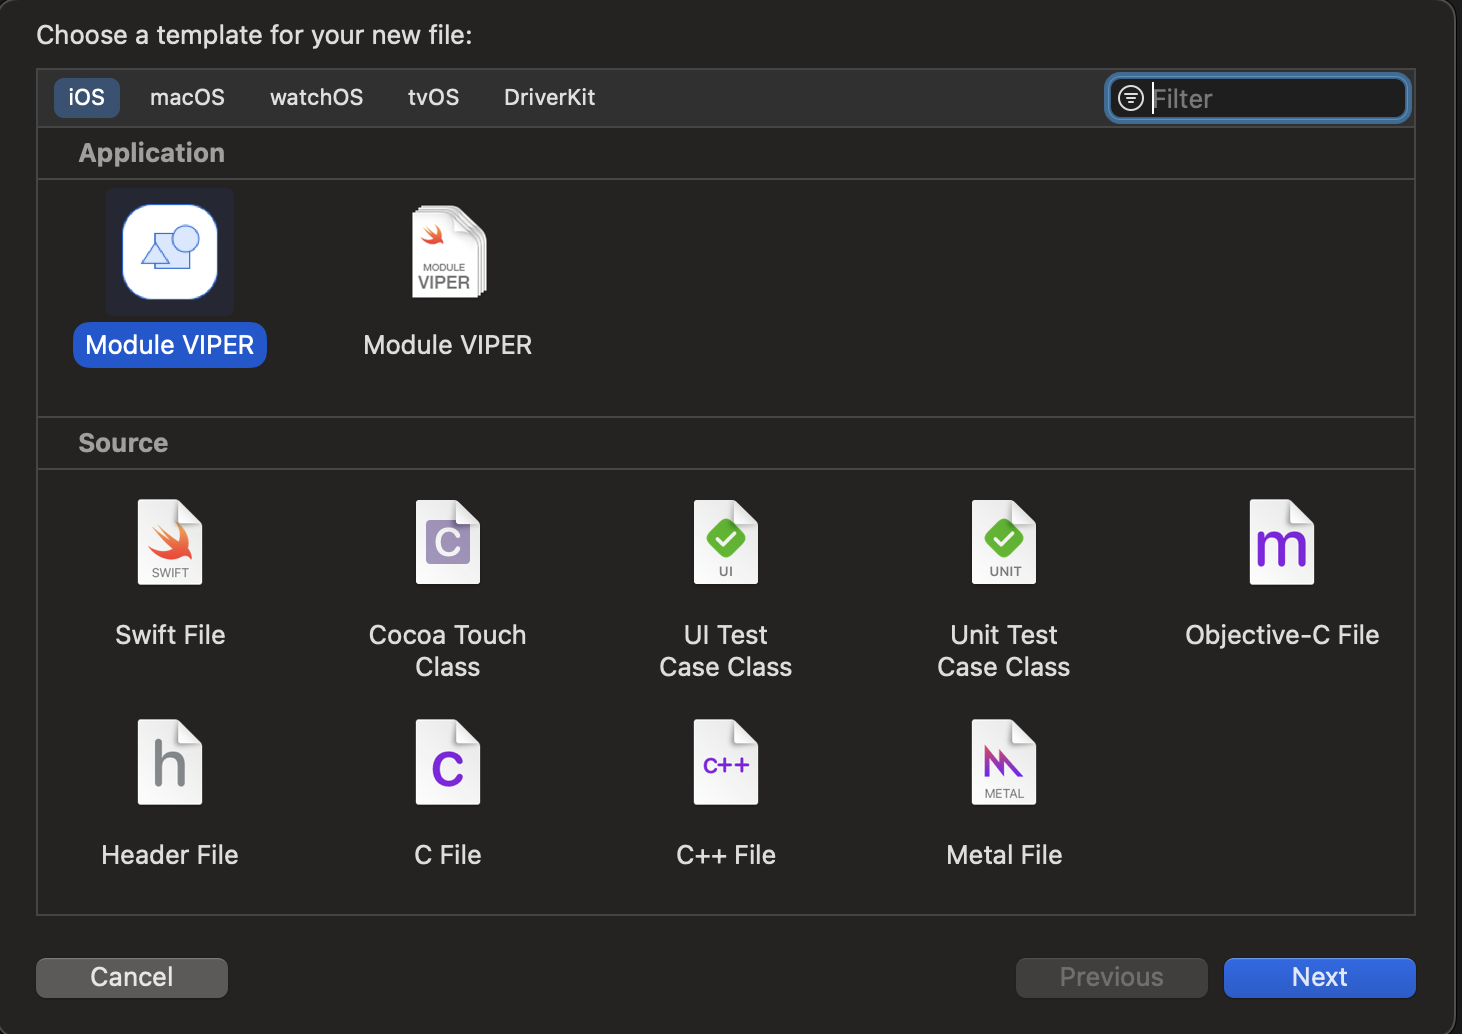 Choose a template for your new file:
iOS macOS watchOS tvOS DriverKit Filter
Application
MODULE
VIPER
Module VIPER Module VIPER
Source
SWIFT C UI UNIT m
Swift File Cocoa Touch Class UI Test Case Class Unit Test Case Class Objective-C File
h C C++ METAL
Header File C File C++ File Metal File
Cancel Previous Next